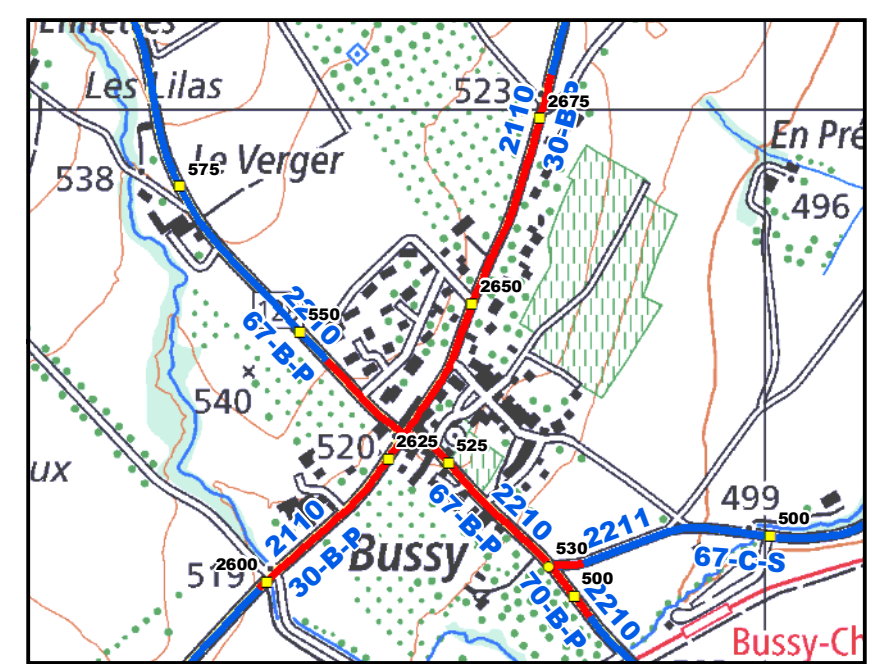 Les Lilas
523
2110
2675
30-B-P
En Pré
Le Verger
575
538
496
2650
2210
550
67-B-P
540
520
2625
525
2210
67-B-P
499
2110
30-B-P
Bussy
2211
500
530
67-C-S
ux
2600
519
500
70-B-P
2210
Bussy-Ch